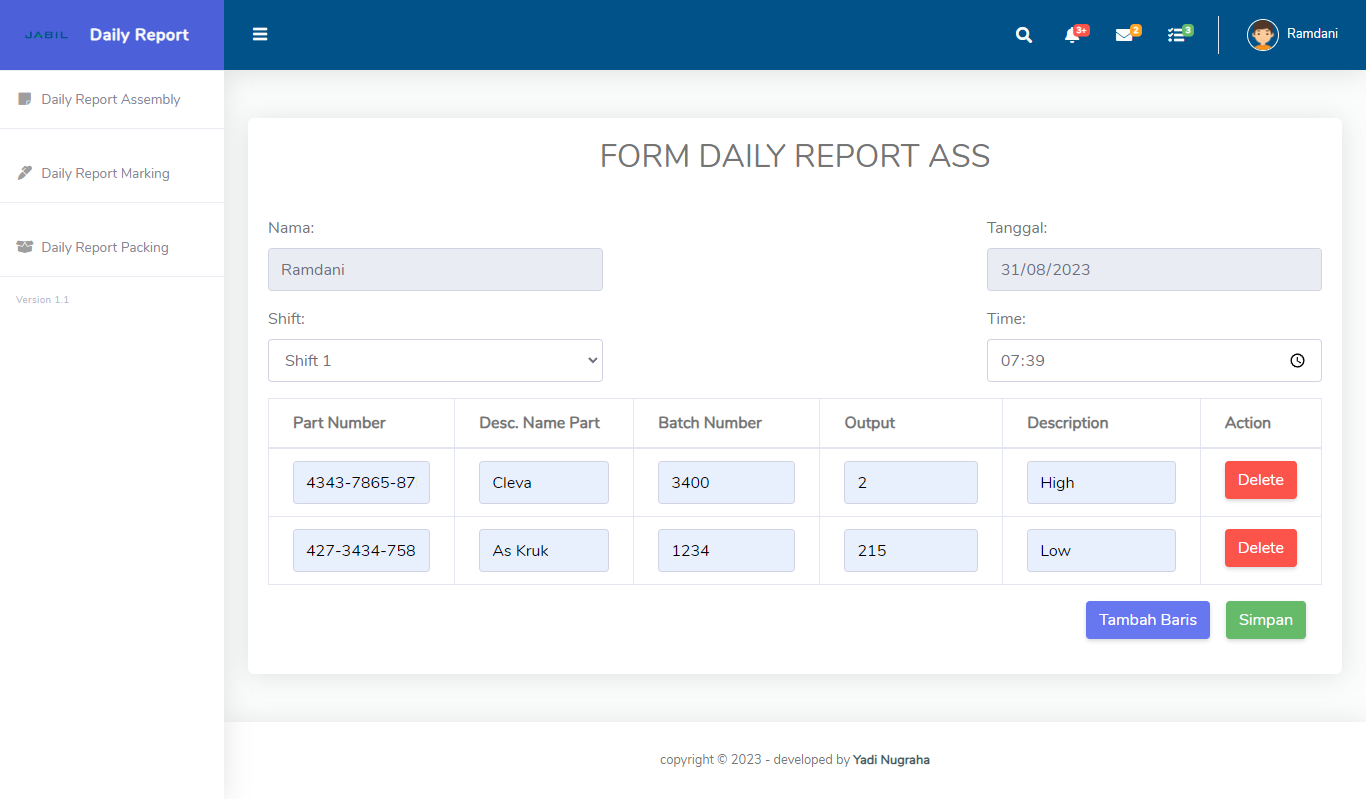 JABIL Daily Report
3+ 2 3 Ramdani
Daily Report Assembly
Daily Report Marking
Daily Report Packing
Version 1.1
FORM DAILY REPORT ASS
Nama: Tanggal:
Ramdani 31/08/2023
Shift: Time:
Shift 1 07:39
Part Number Desc. Name Part Batch Number Output Description Action
4343-7865-87 Cleva 3400 2 High Delete
427-3434-758 As Kruk 1234 215 Low Delete
Tambah Baris Simpan
copyright © 2023 - developed by Yadi Nugraha